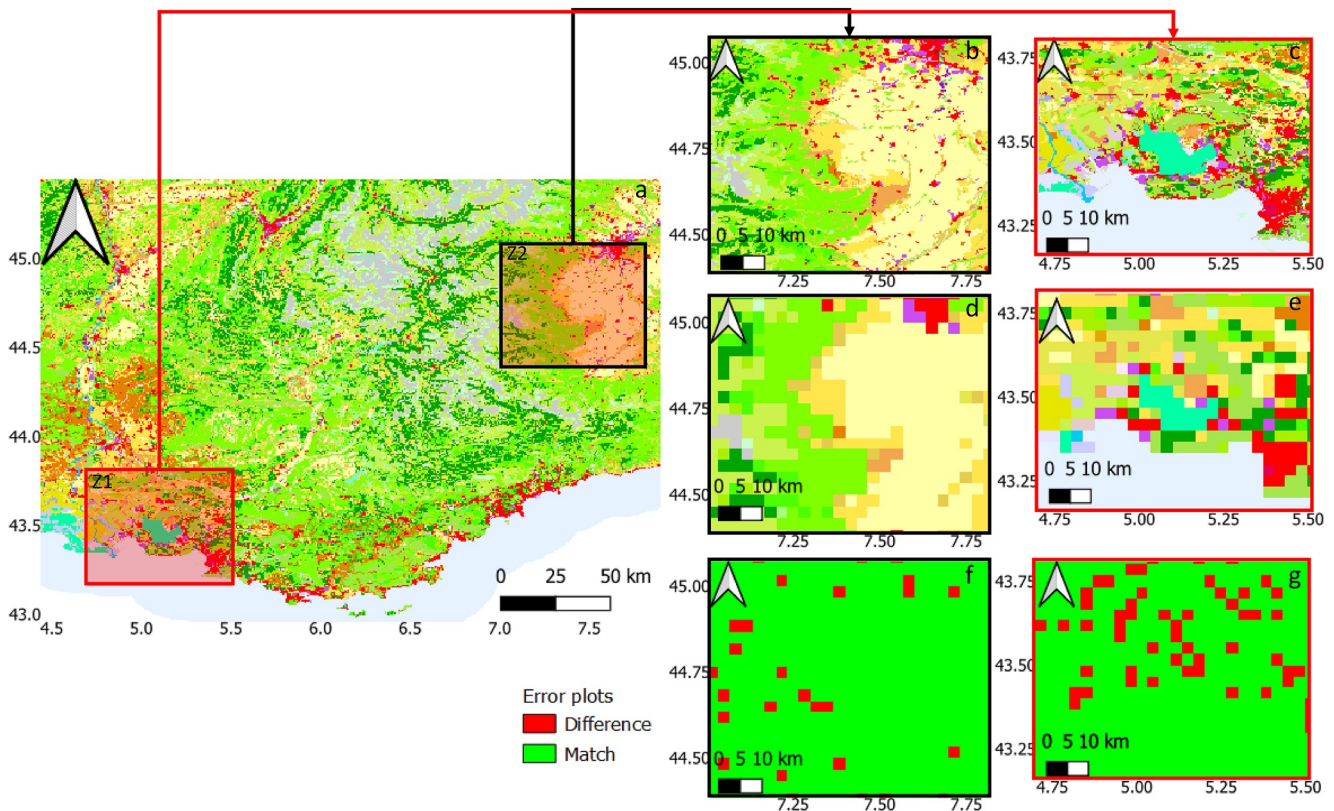 a
45.0
44.5
44.0
43.5
43.0
4.5 5.0 5.5 6.0 6.5 7.0 7.5
Z2
Z1
0 25 50 km
b
45.00
44.75
44.50
0 5 10 km
7.25 7.50 7.75
c
43.75
43.50
43.25
0 5 10 km
4.75 5.00 5.25 5.50
d
45.00
44.75
44.50
0 5 10 km
7.25 7.50 7.75
e
43.75
43.50
43.25
0 5 10 km
4.75 5.00 5.25 5.50
f
45.00
44.75
44.50
0 5 10 km
7.25 7.50 7.75
g
43.75
43.50
43.25
0 5 10 km
4.75 5.00 5.25 5.50
Error plots
Difference
Match